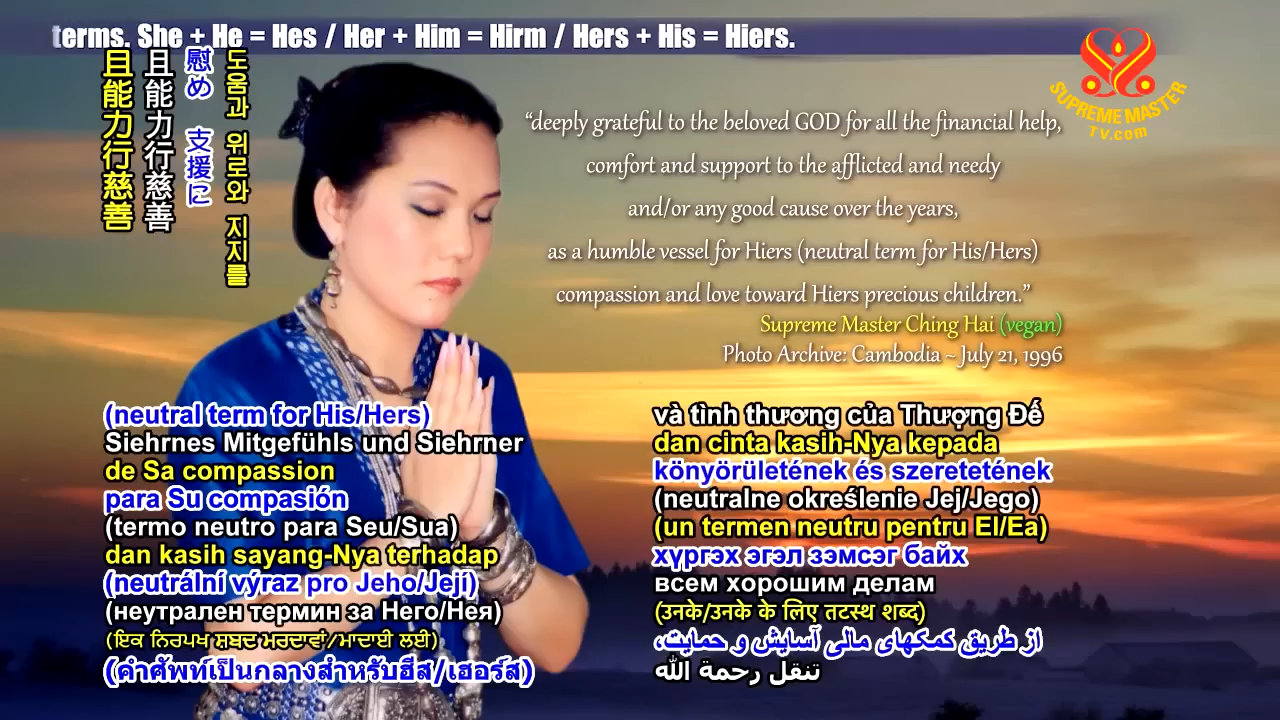 terms. She + He = Hes / Her + Him = Hirm / Hers + His = Hiers.
SUPREME MASTER
TV.com
且能力行慈善
且能力行慈善
慰め 支援に
도움과 위로와 지지를
“deeply grateful to the beloved GOD for all the financial help,
comfort and support to the afflicted and needy
and/or any good cause over the years,
as a humble vessel for Hiers (neutral term for His/Hers)
compassion and love toward Hiers precious children.”
Supreme Master Ching Hai (vegan)
Photo Archive: Cambodia ~ July 21, 1996
(neutral term for His/Hers)
Siehrnes Mitgefühls und Siehrner
de Sa compassion
para Su compasión
(termo neutro para Seu/Sua)
dan kasih sayang-Nya terhadap
(neutrální výraz pro Jeho/Její)
(неутрален термин за Него/Нея)
(ਇਕ ਨਿਰਪਖ ਸ਼ਬਦ ਮਰਦਾਵਾਂ/ਮਾਦਾਈ ਲਈ)
(คำศัพท์เป็นกลางสำหรับฮีส/เฮอร์ส)
và tình thương của Thượng Đế
dan cinta kasih-Nya kepada
könyörületének és szeretetének
(neutralne określenie Jej/Jego)
(un termen neutru pentru El/Ea)
хүргэх эгэл зэмсэг байх
всем хорошим делам
(उनके/उनके के लिए तटस्थ शब्द)
از طریق کمکهای مالی آسایش و حمایت،
تنقل رحمة الله